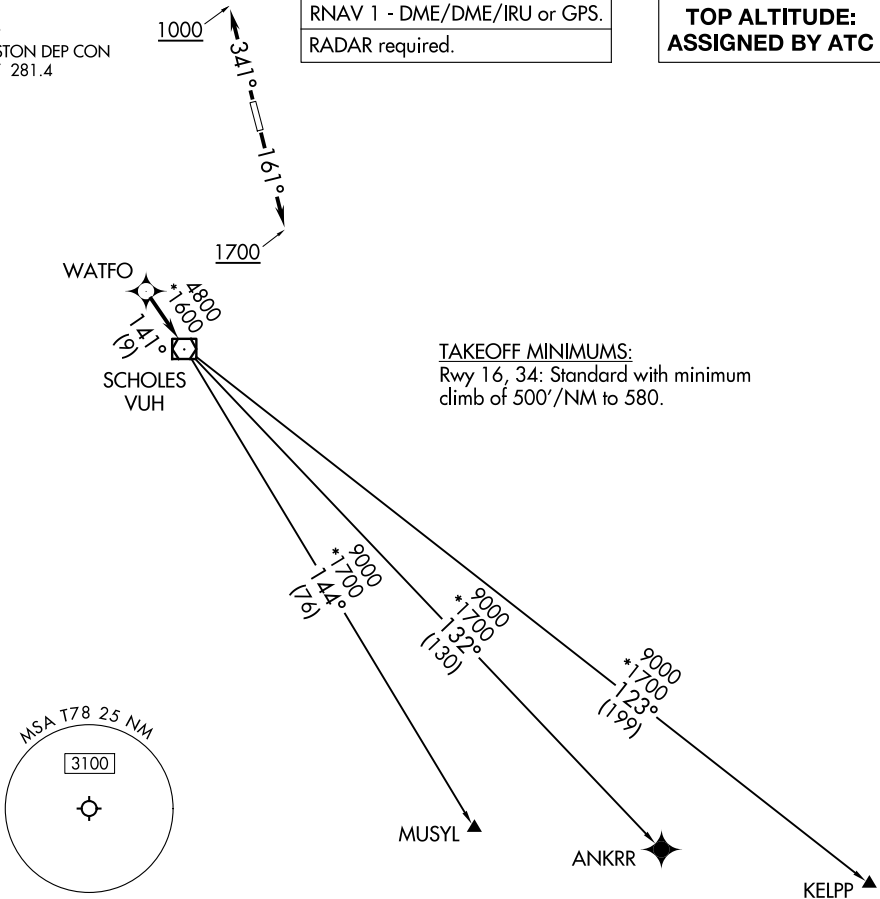 STON DEP CON
281.4
1000
341°
161°
1700
RNAV 1 - DME/DME/IRU or GPS.
RADAR required.
TOP ALTITUDE:
ASSIGNED BY ATC
WATFO
4800
*1600
141°
(9)
SCHOLES
VUH
TAKEOFF MINIMUMS:
Rwy 16, 34: Standard with minimum
climb of 500'/NM to 580.
9000
*1700
144°
(76)
9000
*1700
132°
(130)
9000
*1700
123°
(199)
MSA T78 25 NM
3100
MUSYL
ANKRR
KELPP